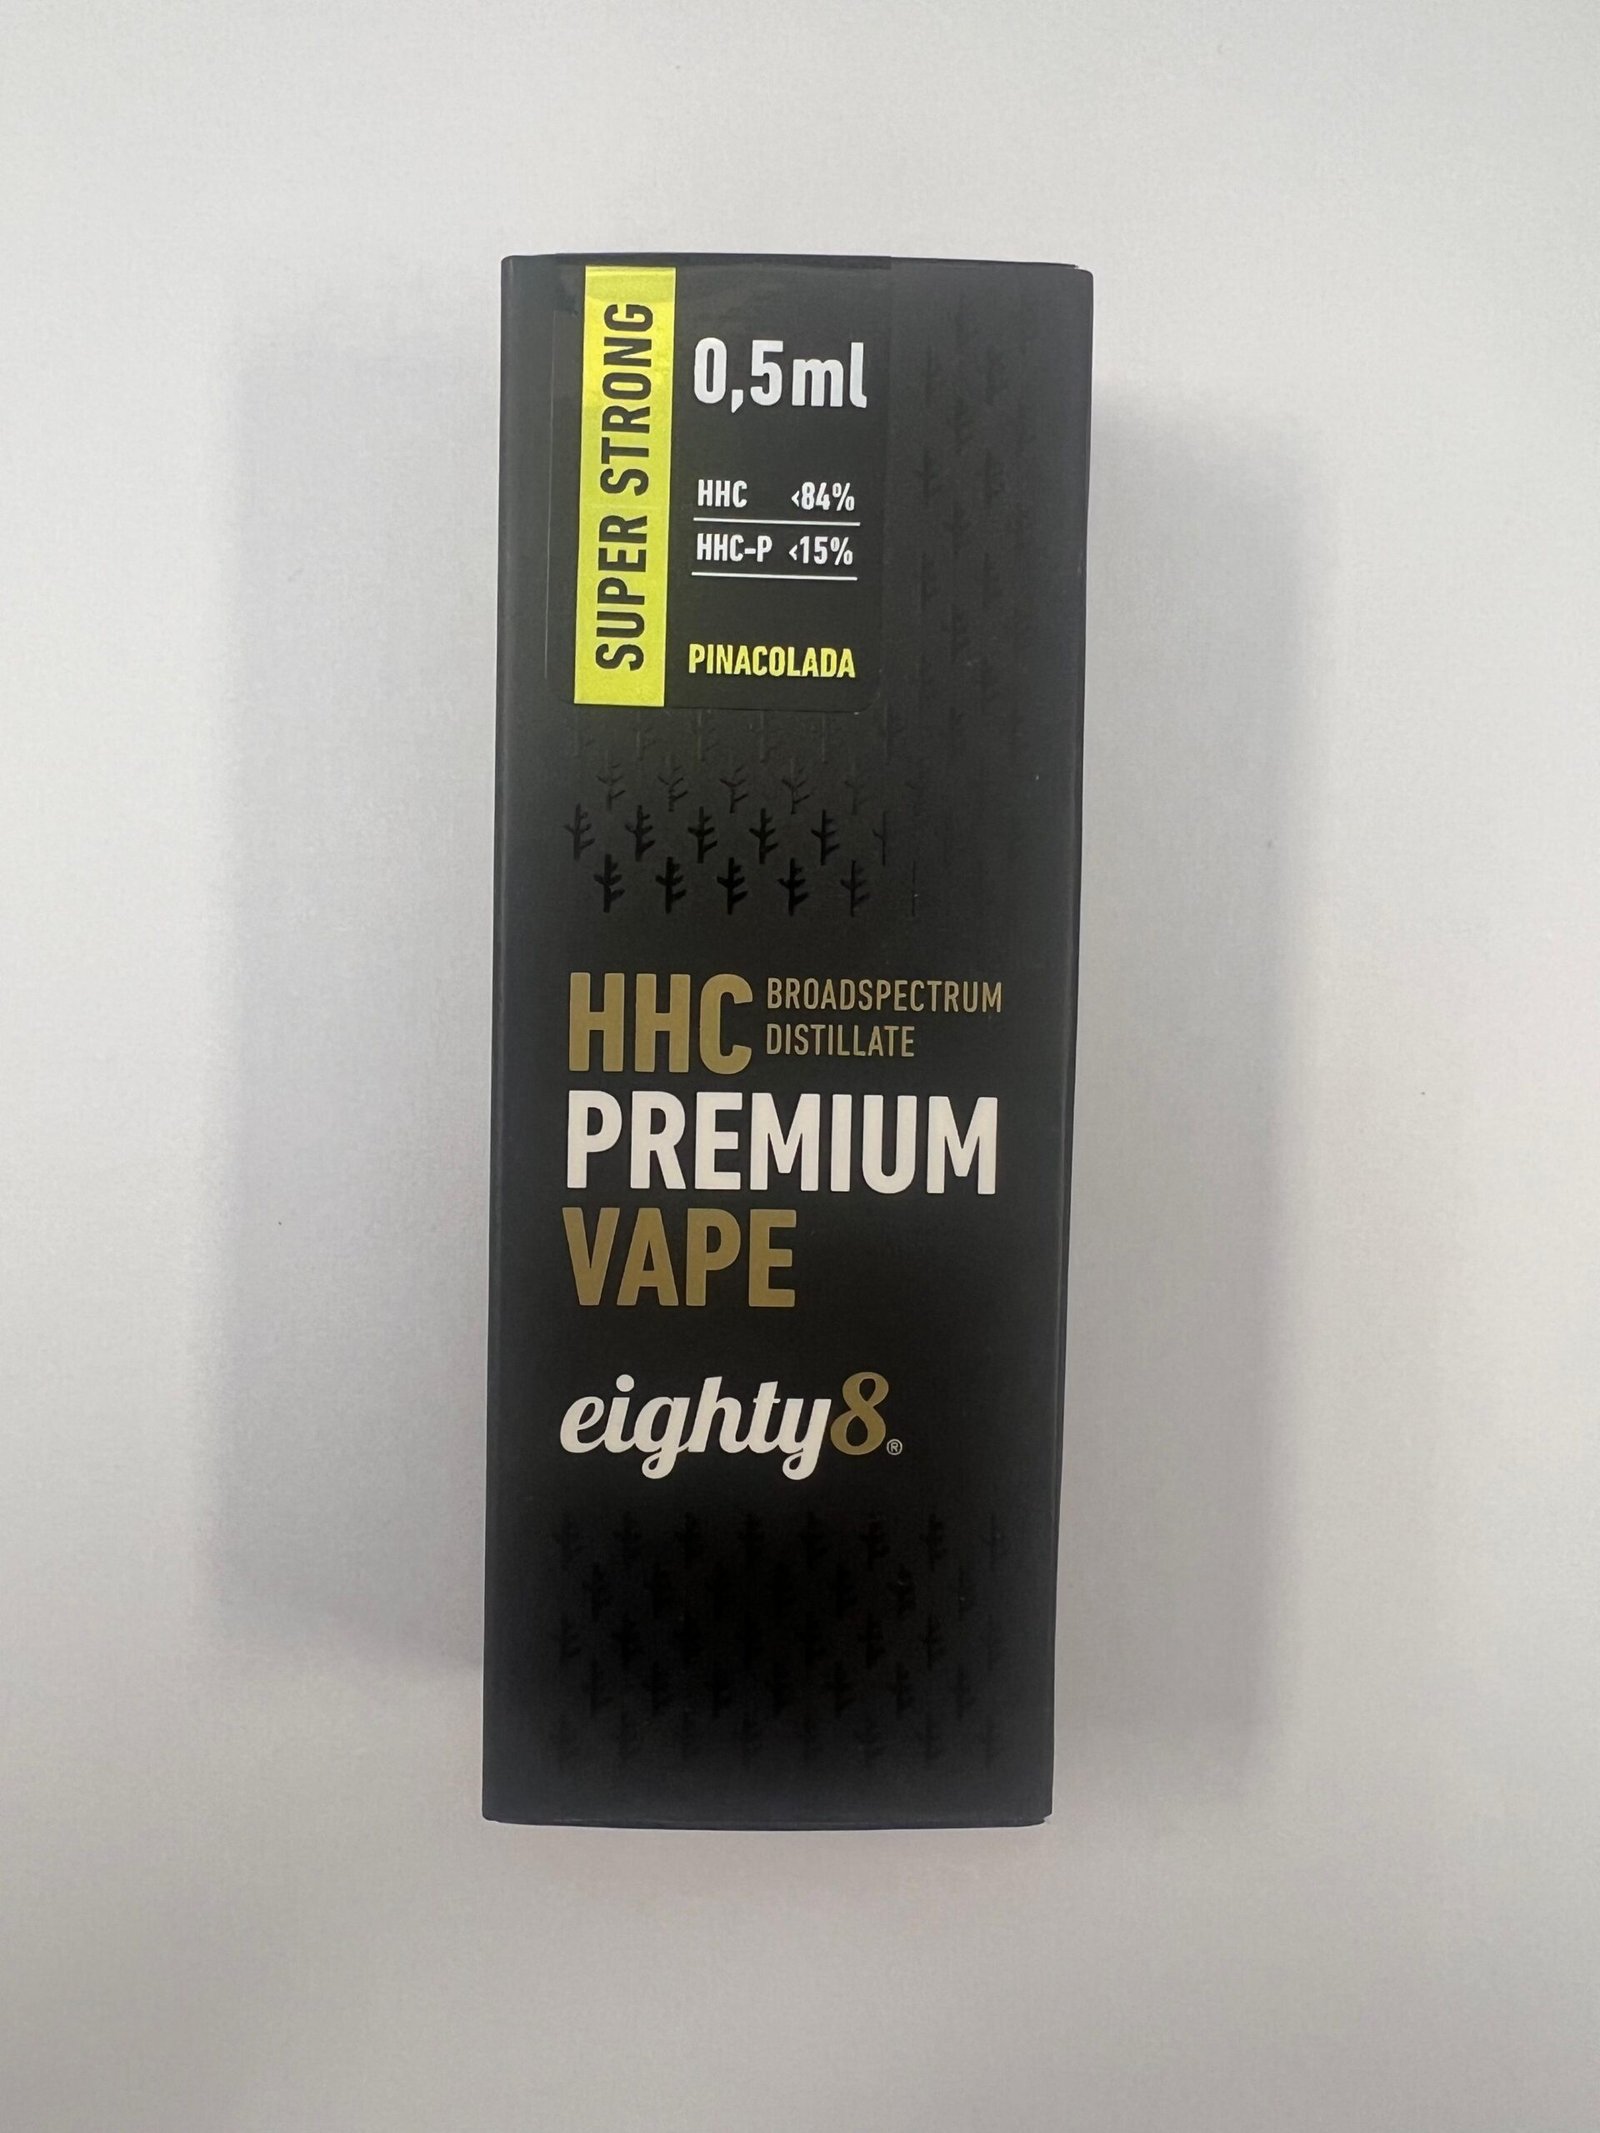 SUPER STRONG
0,5ml
HHC <84%
HHC-P <15%
PINACOLADA
HHC BROADSPECTRUM
DISTILLATE
PREMIUM
VAPE
eighty8®